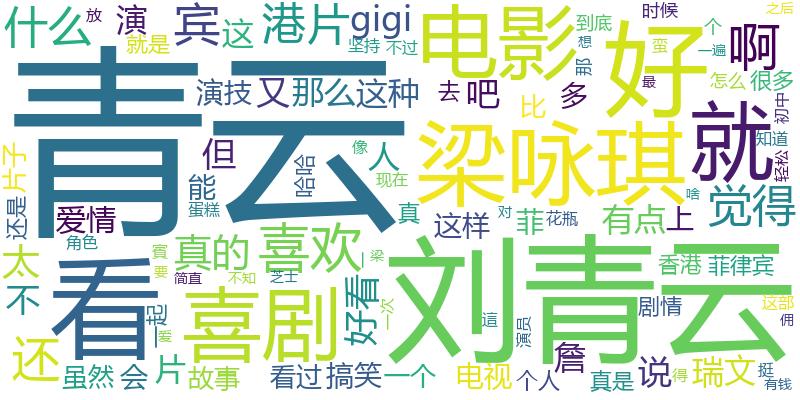 什么 放 演 宾 这 港片 gigi 电影 到底 时候 个 之后
就是 坚持 不过 想 好 蛮 一遍 啊
青云 演技 又 那么 这种 去 吧 比 多 那 最 怎么 很多
片子 但 能 哈哈 像 人 梁咏琪 就 初中
还是 爱情 蛋糕 现在 真 这样 对 菲 花瓶 啥 有点 上 觉得 知道 轻松
太 角色 真的 喜欢 刘青云 香港 菲律宾
不 看 賓 要 一 梁 好看 剧情 这部
一起 简直 不知 芝士 一次 這 演员 佣
还 喜剧 爱 詹 说 得 瑞文 挺
虽然 会 片 故事 看过 搞笑 一个 电视 个人 真是 有钱